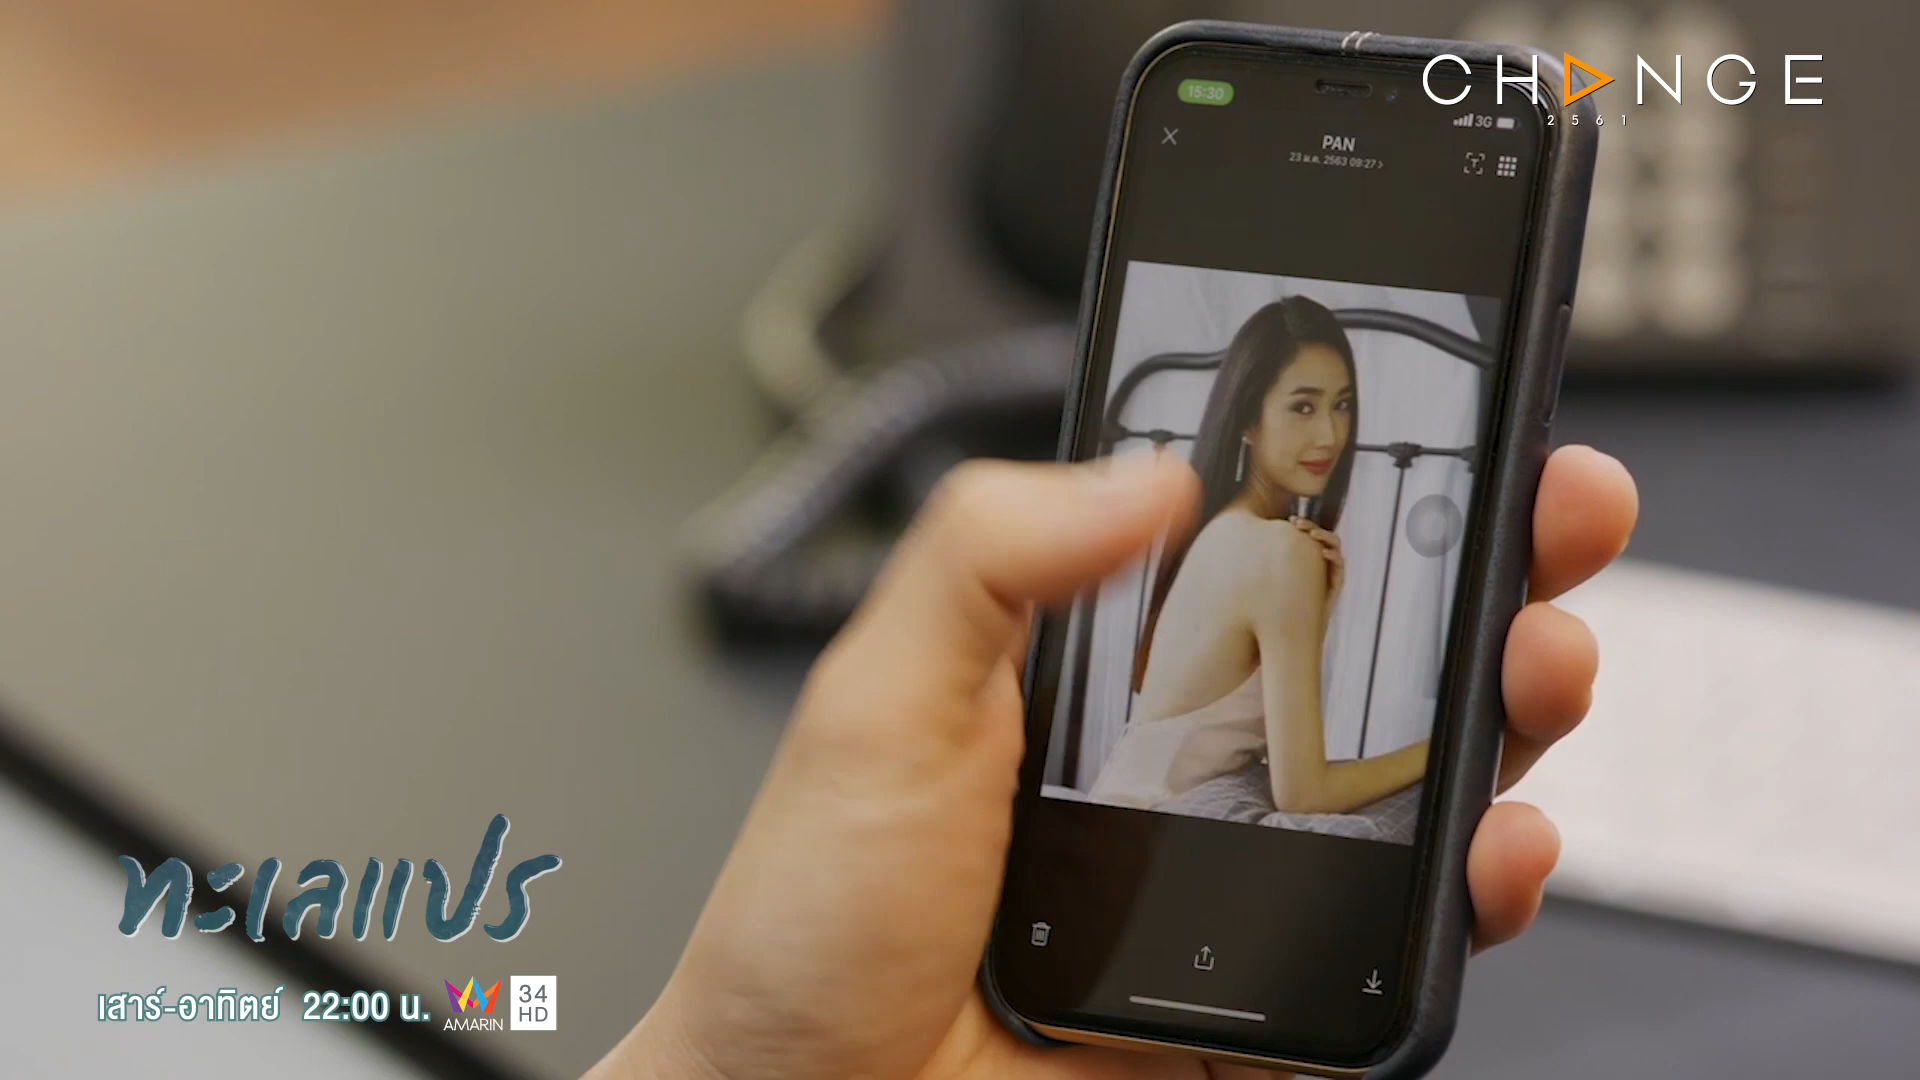 CHANGE
2561
15:30
3G
PAN
23 ม.ค. 2563 09:27
ทะเลแปร
เสาร์-อาทิตย์ 22:00 น.
AMARIN
34
HD